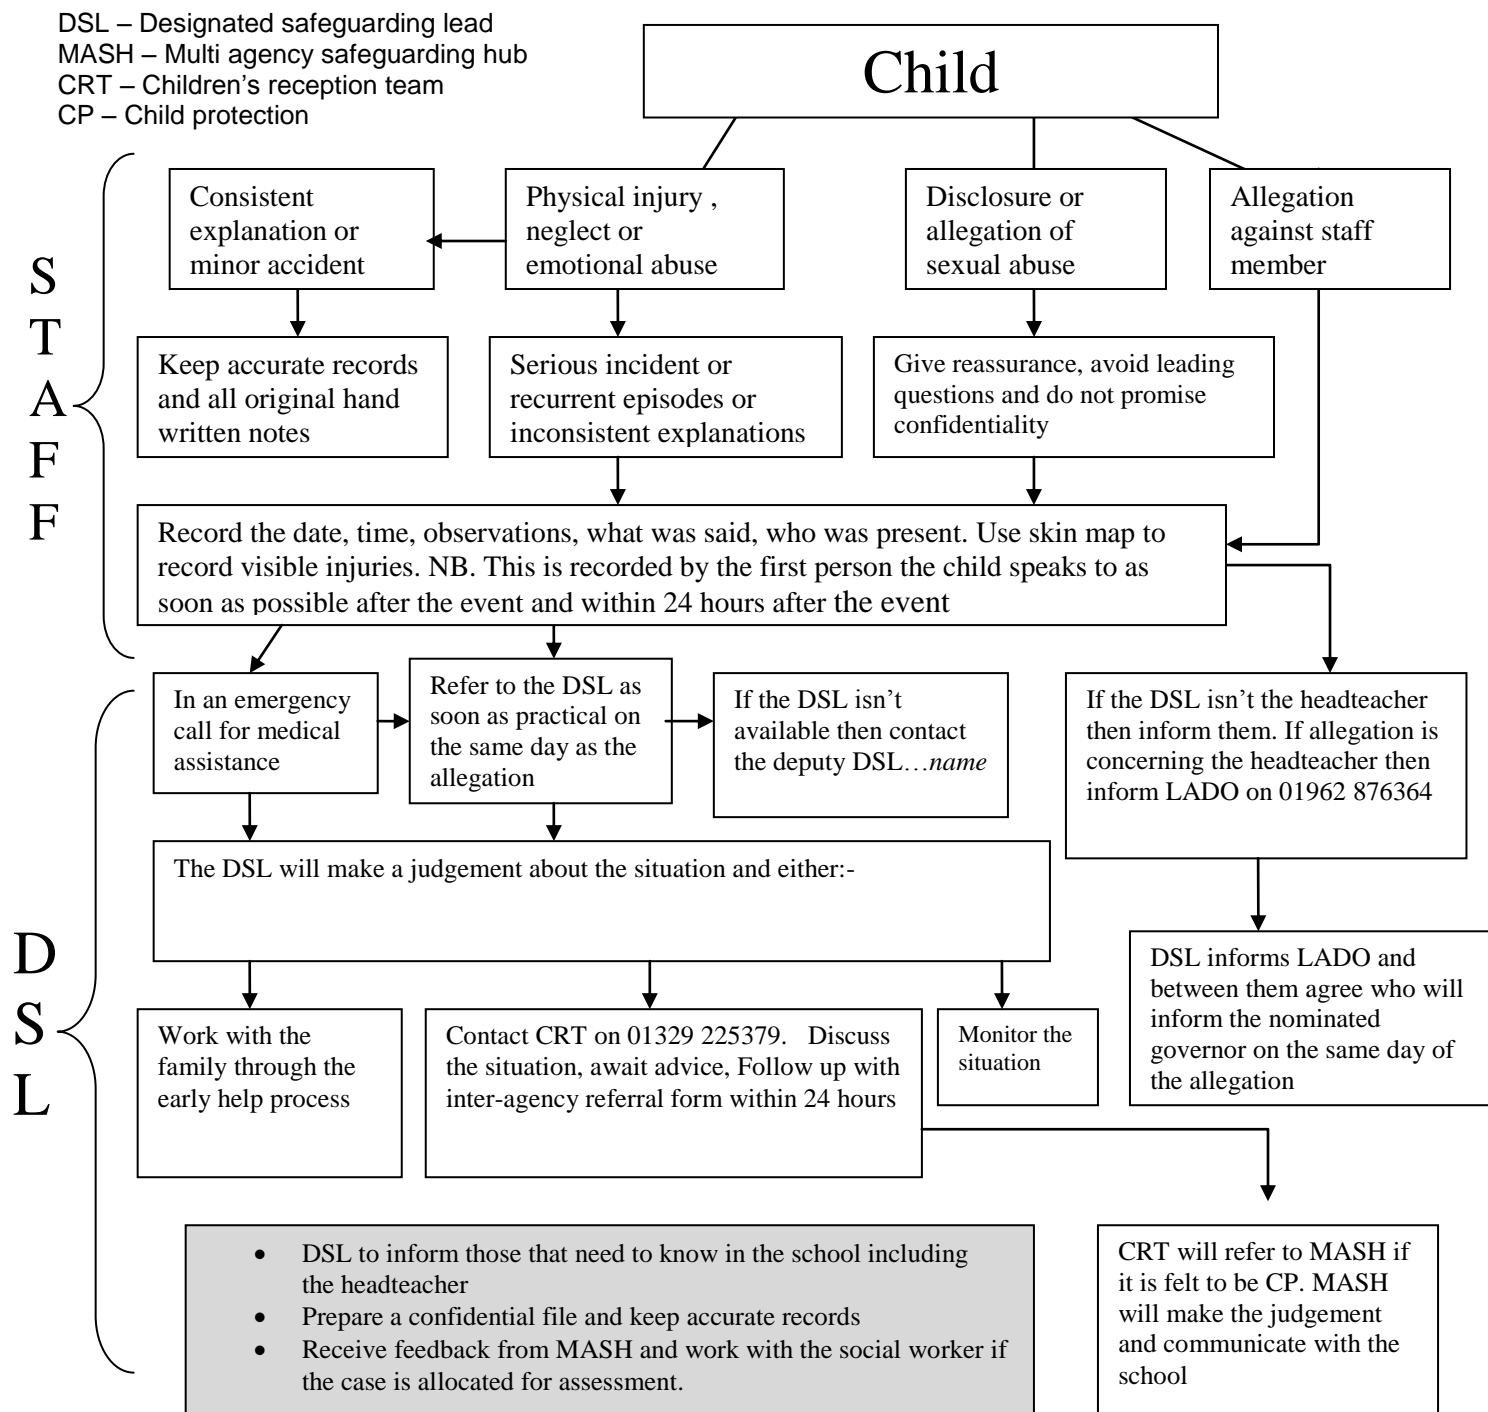 DSL – Designated safeguarding lead
MASH – Multi agency safeguarding hub
CRT – Children's reception team
CP – Child protection
Child
S
T
A
F
F
Consistent
explanation or
minor accident
Physical injury ,
neglect or
emotional abuse
Disclosure or
allegation of
sexual abuse
Allegation
against staff
member
Keep accurate records
and all original hand
written notes
Serious incident or
recurrent episodes or
inconsistent explanations
Give reassurance, avoid leading
questions and do not promise
confidentiality
Record the date, time, observations, what was said, who was present. Use skin map to
record visible injuries. NB. This is recorded by the first person the child speaks to as
soon as possible after the event and within 24 hours after the event
D
S
L
In an emergency
call for medical
assistance
Refer to the DSL as
soon as practical on
the same day as the
allegation
If the DSL isn't
available then contact
the deputy DSL…name
If the DSL isn't the headteacher
then inform them. If allegation is
concerning the headteacher then
inform LADO on 01962 876364
The DSL will make a judgement about the situation and either:-
DSL informs LADO and
between them agree who will
inform the nominated
governor on the same day of
the allegation
Work with the
family through the
early help process
Contact CRT on 01329 225379.   Discuss
the situation, await advice, Follow up with
inter-agency referral form within 24 hours
Monitor the
situation
• DSL to inform those that need to know in the school including
the headteacher
• Prepare a confidential file and keep accurate records
• Receive feedback from MASH and work with the social worker if
the case is allocated for assessment.
CRT will refer to MASH if
it is felt to be CP. MASH
will make the judgement
and communicate with the
school